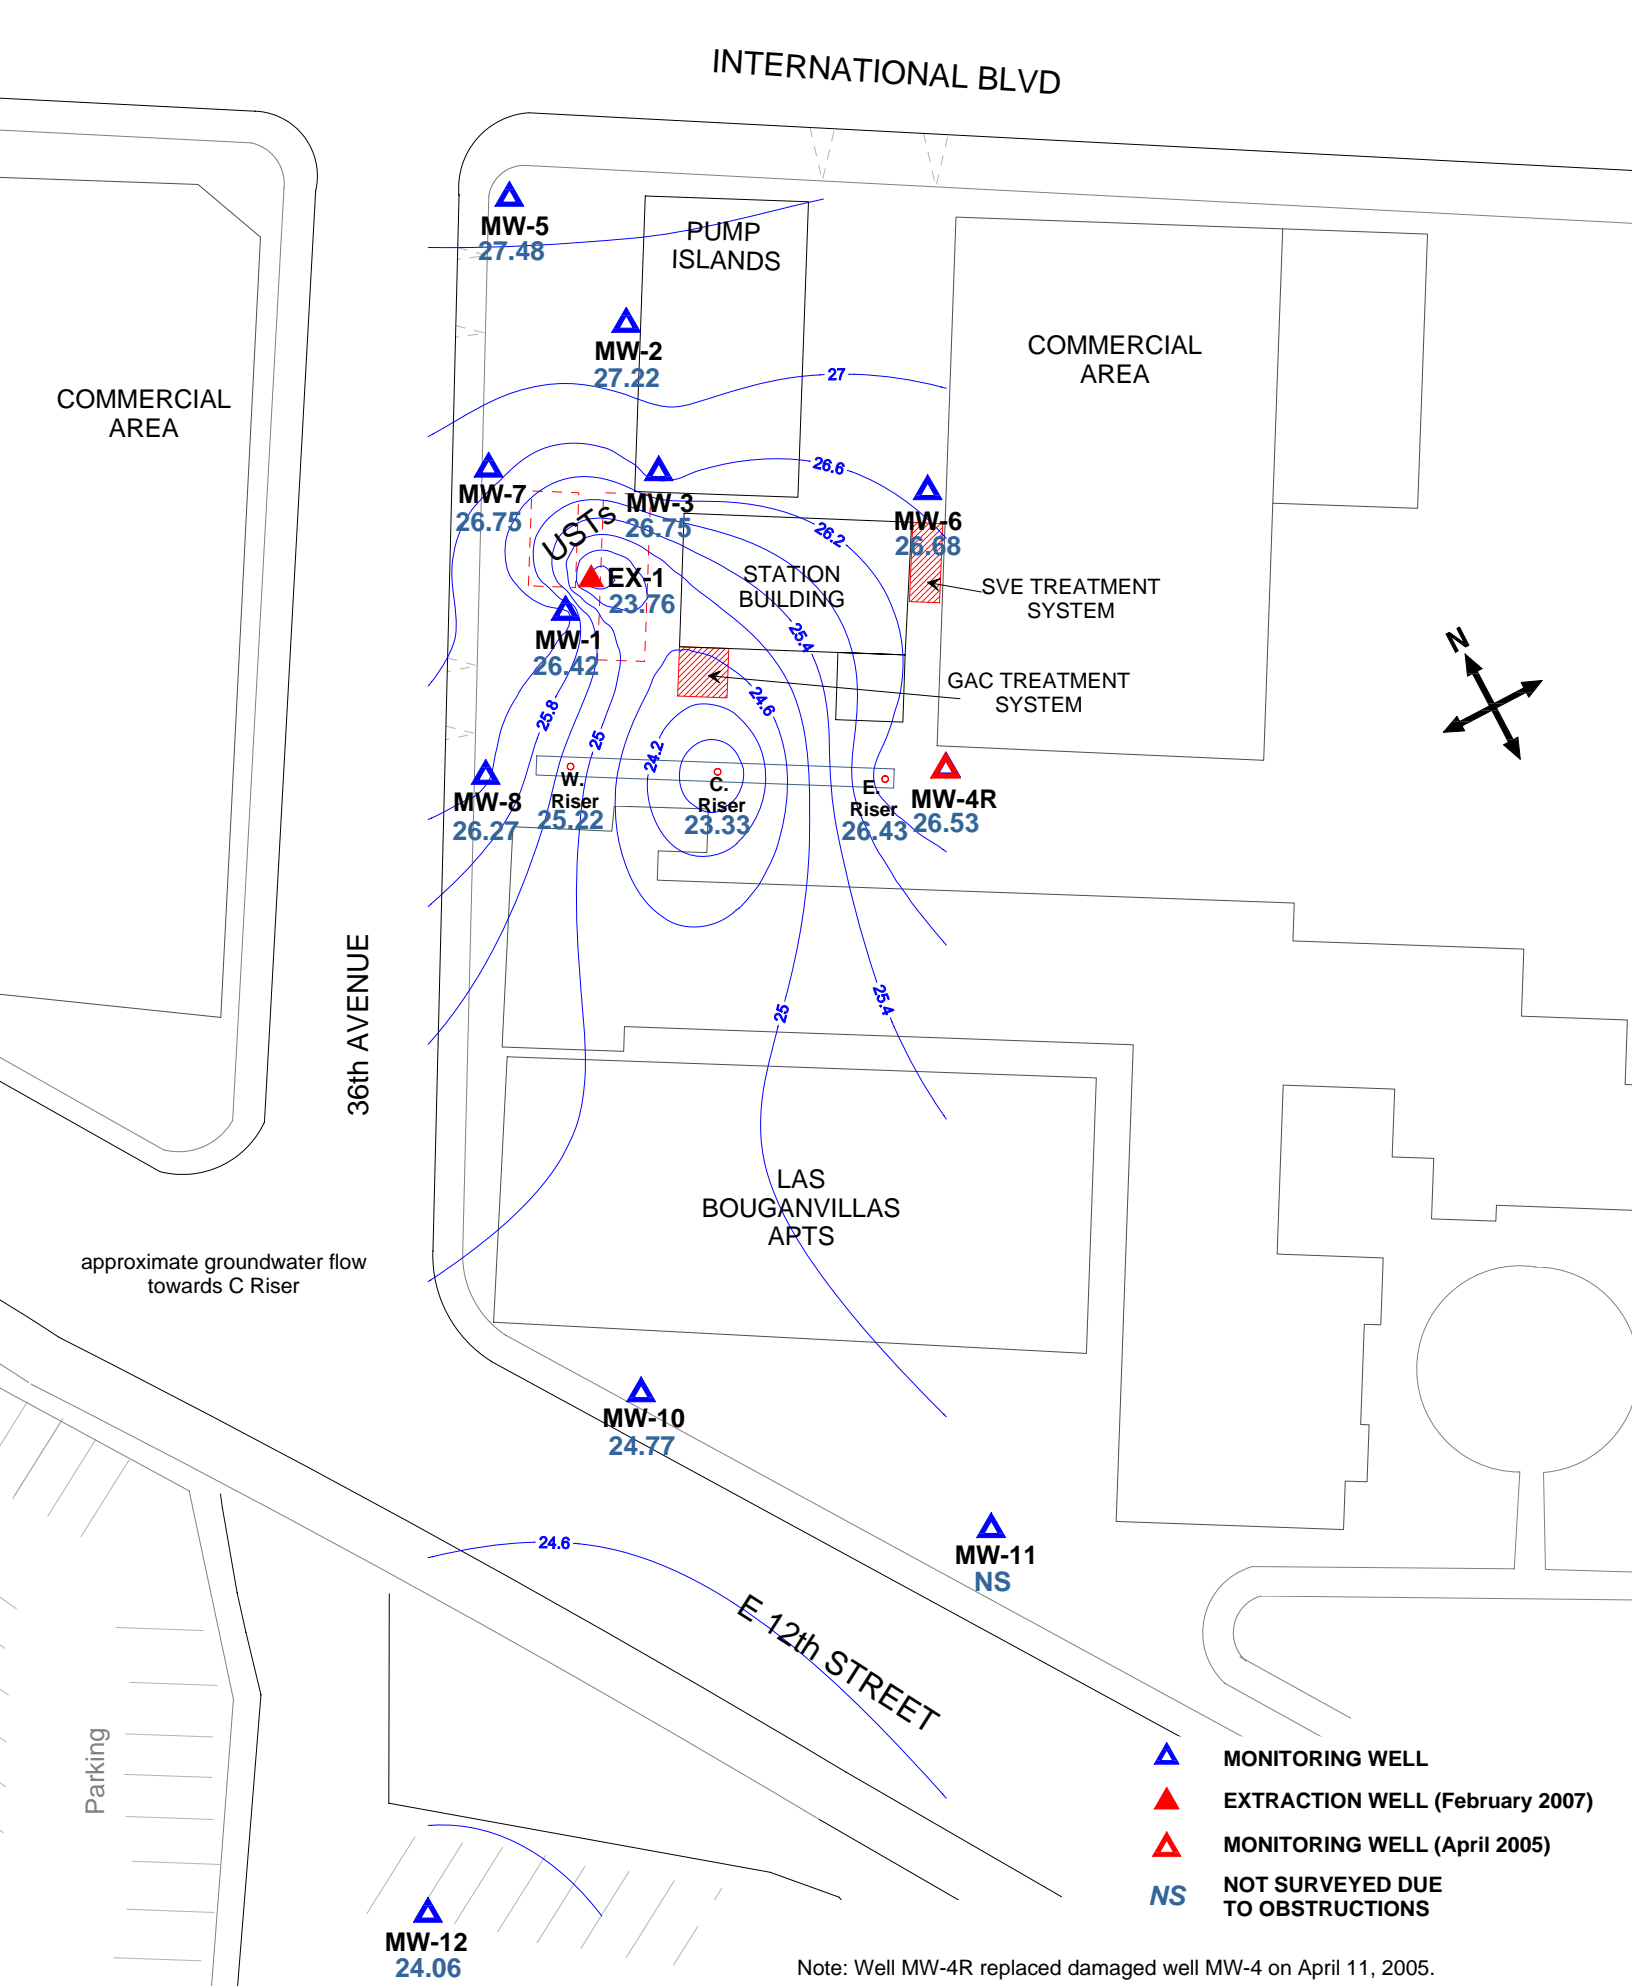 INTERNATIONAL BLVD
MW-5
27.48
PUMP
ISLANDS
MW-2
27.22
COMMERCIAL
AREA
COMMERCIAL
AREA
27
26.6
MW-7
26.75
MW-3
26.75
USTs
MW-6
26.68
26.2
EX-1
23.76
STATION
BUILDING
SVE TREATMENT
SYSTEM
MW-1
26.42
25.4
N
GAC TREATMENT
SYSTEM
25.8
25
24.6
24.2
MW-8
26.27
W.
Riser
25.22
C.
Riser
23.33
E.
Riser
26.43
MW-4R
26.53
36th AVENUE
25
25.4
LAS
BOUGANVILLAS
APTS
approximate groundwater flow
towards C Riser
MW-10
24.77
24.6
MW-11
NS
E 12th STREET
Parking
MW-12
24.06
MONITORING WELL
EXTRACTION WELL (February 2007)
MONITORING WELL (April 2005)
NS
NOT SURVEYED DUE
TO OBSTRUCTIONS
Note: Well MW-4R replaced damaged well MW-4 on April 11, 2005.